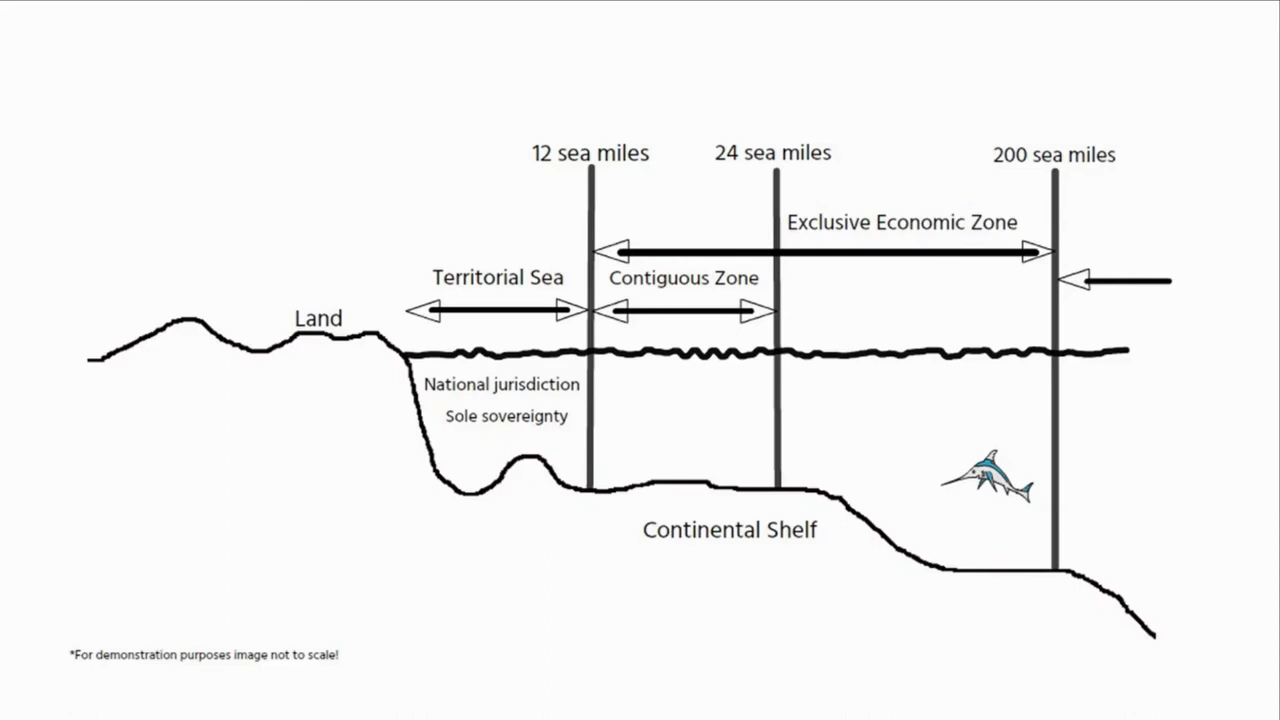 12 sea miles
24 sea miles
200 sea miles
Exclusive Economic Zone
Territorial Sea
Contiguous Zone
Land
National jurisdiction
Sole sovereignty
Continental Shelf
*For demonstration purposes image not to scale!